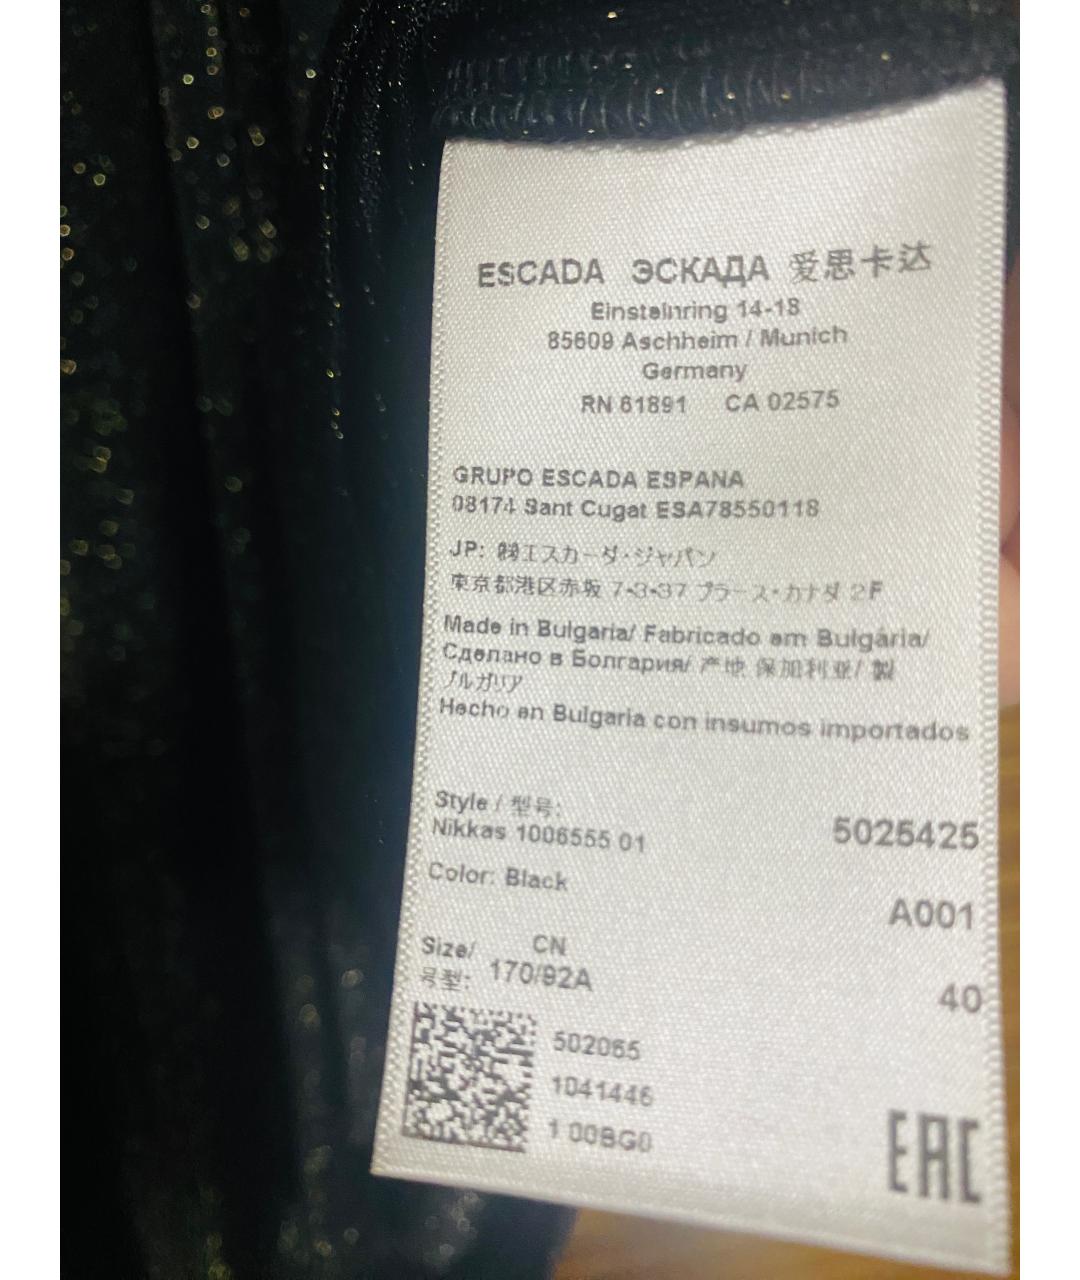 ESCADA ЭСКАДА 爱思卡达
Einsteinring 14-18
85609 Aschheim / Munich
Germany
RN 61891 CA 02575
GRUPO ESCADA ESPANA
08174 Sant Cugat ESA78550118
JP: ㈱エスカーダ・ジャパン
東京都港区赤坂 7-3-37 プラース・カナダ 2F
Made in Bulgaria/ Fabricado em Bulgária/
Сделано в Болгария/ 产地 保加利亚/ 製
ブルガリア
Hecho en Bulgaria con insumos importados
Style / 型号:
Nikkas 1006555 01 5025425
Color: Black
A001
Size/ CN
号型: 170/92A
40
502065
1041446
1 00BG0
EAC